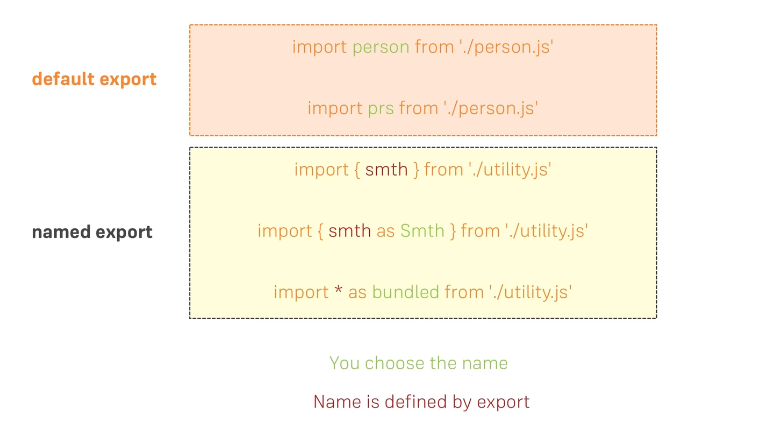 import person from './person.js'
default export
import prs from './person.js'
import { smth } from './utility.js'
named export
import { smth as Smth } from './utility.js'
import * as bundled from './utility.js'
You choose the name
Name is defined by export